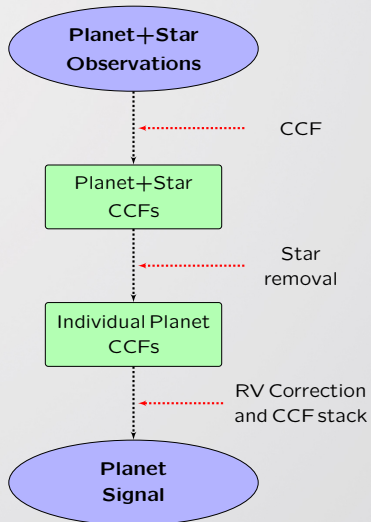 Planet+Star
Observations
CCF
Planet+Star
CCFs
Star
removal
Individual Planet
CCFs
RV Correction
and CCF stack
Planet
Signal